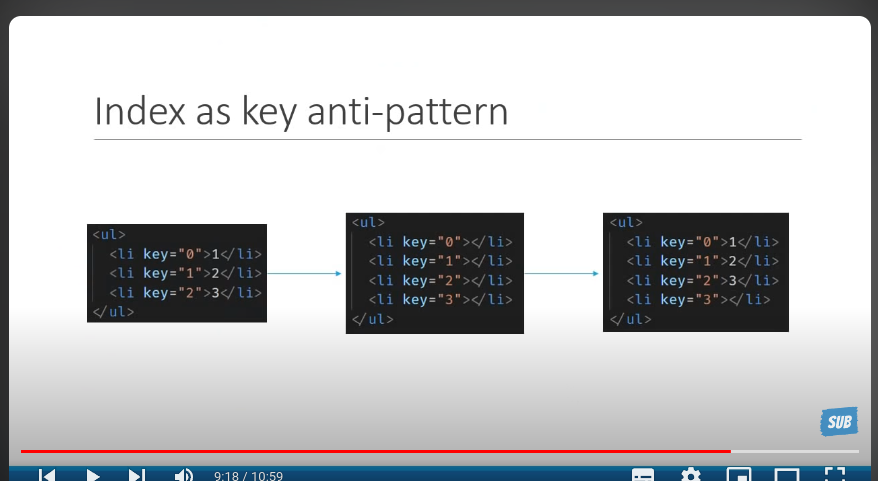 Index as key anti-pattern
<ul>
<li key="0">1</li>
<li key="1">2</li>
<li key="2">3</li>
</ul>
<ul>
<li key="0"></li>
<li key="1"></li>
<li key="2"></li>
<li key="3"></li>
</ul>
<ul>
<li key="0">1</li>
<li key="1">2</li>
<li key="2">3</li>
<li key="3"></li>
</ul>
SUB
9:18 / 10:59